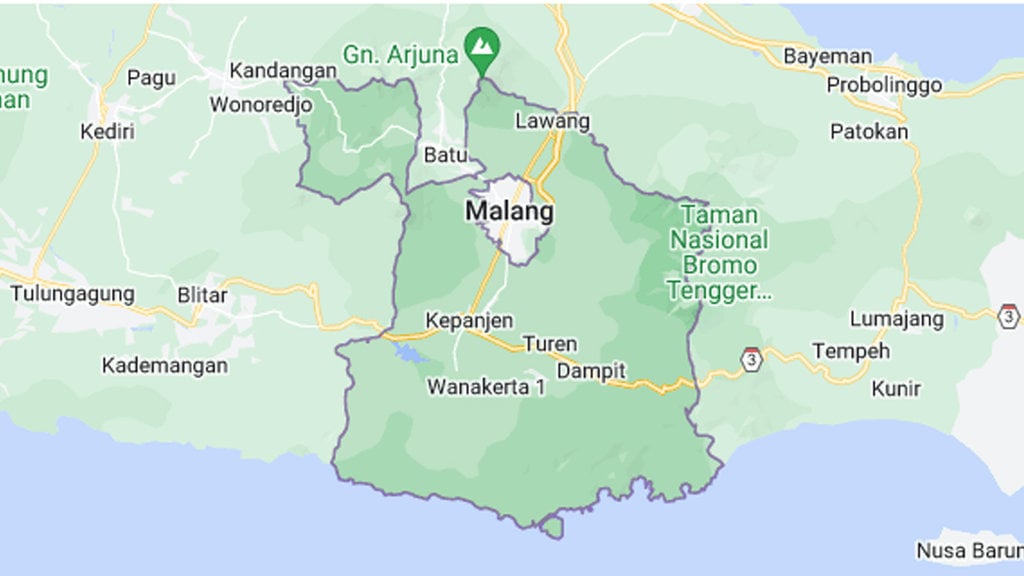 Gn. Arjuna
Bayeman
Kandangan
Pagu
nung
an
Probolinggo
Wonoredjo
Lawang
Kediri
Patokan
Batu
Malang
Taman
Nasional
Bromo
Tengger...
Tulungagung
Blitar
3
Kepanjen
Lumajang
Turen
3
Tempeh
Kademangan
Dampit
Wanakerta 1
Kunir
Nusa Barun